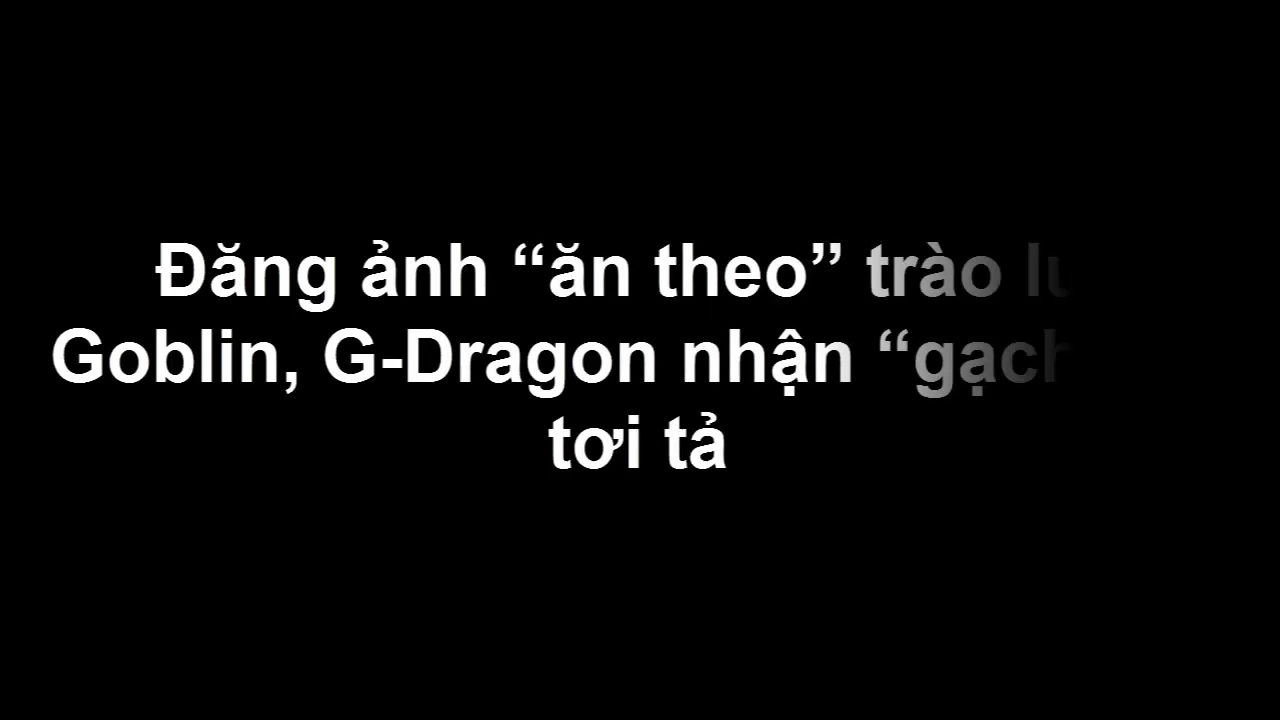 Đăng ảnh “ăn theo” trào
Goblin, G-Dragon nhận “gạch
tơi tả